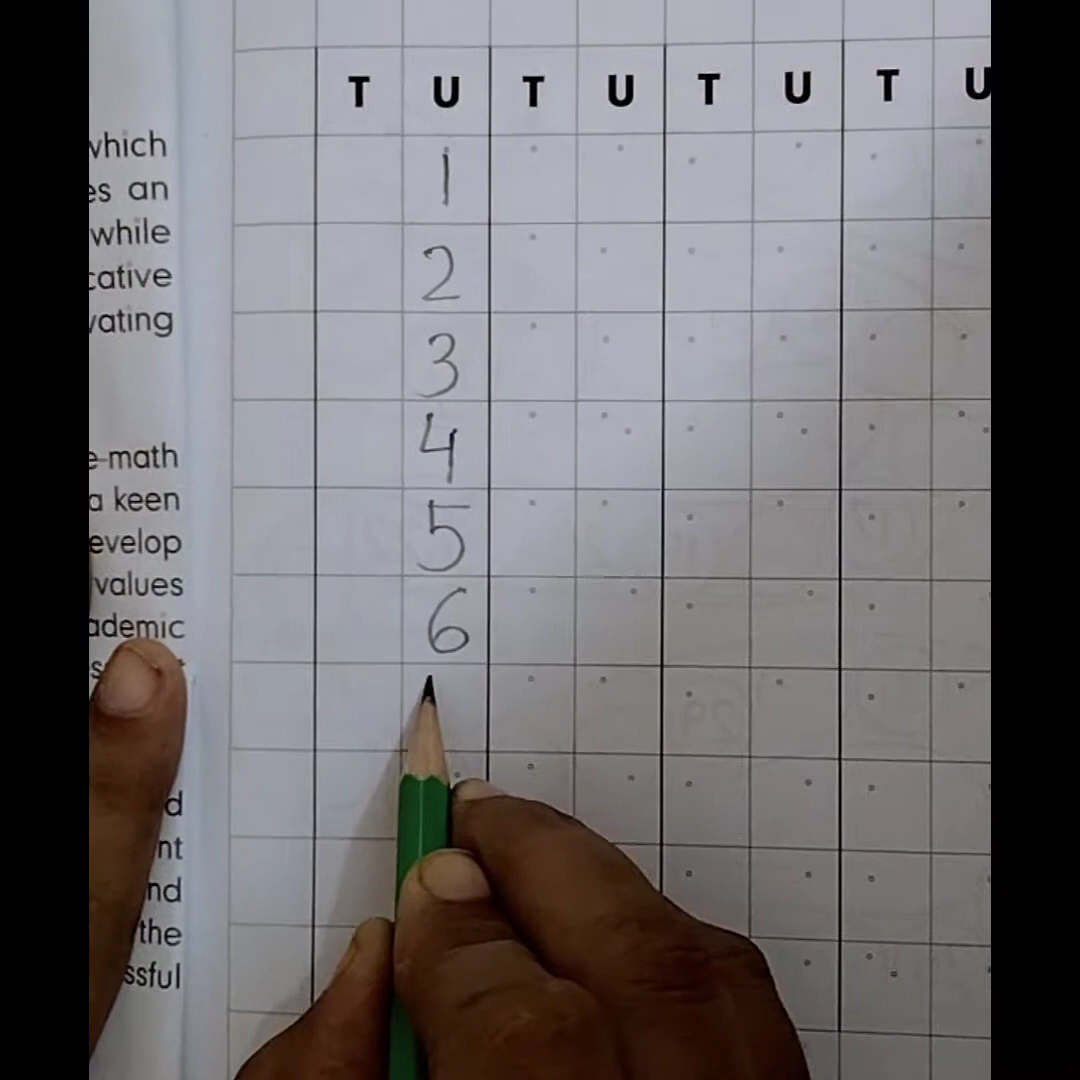 which
es an
while
cative
vating
e-math
a keen
evelop
values
ademic
d
nt
nd
the
ssful
T U T U T U T U
1
2
3
4
5
6